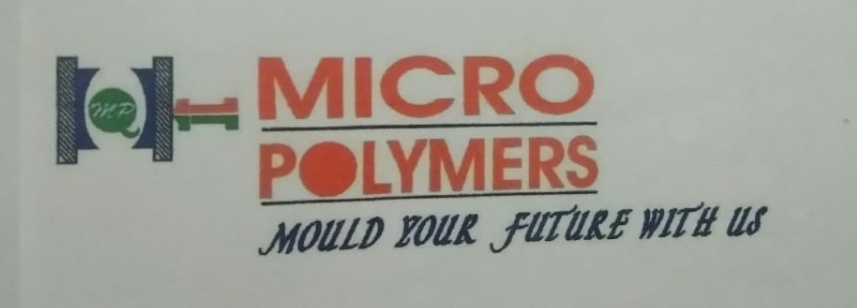 MP
MICRO
POLYMERS
MOULD YOUR FUTURE WITH US